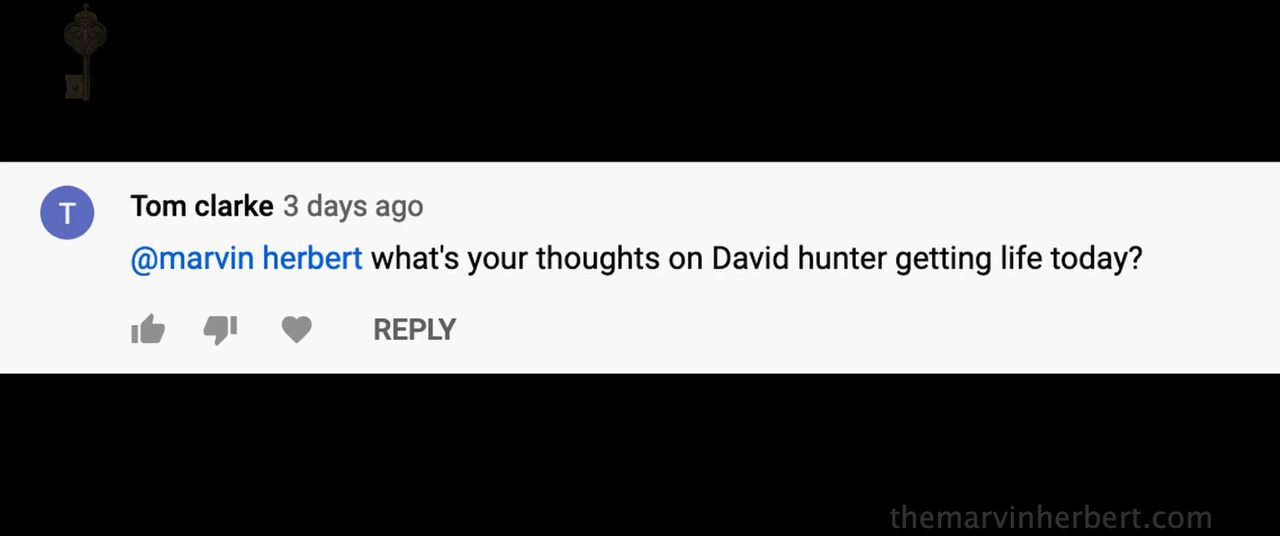 T
Tom clarke 3 days ago
@marvin herbert what's your thoughts on David hunter getting life today?
REPLY
themarvinherbert.com